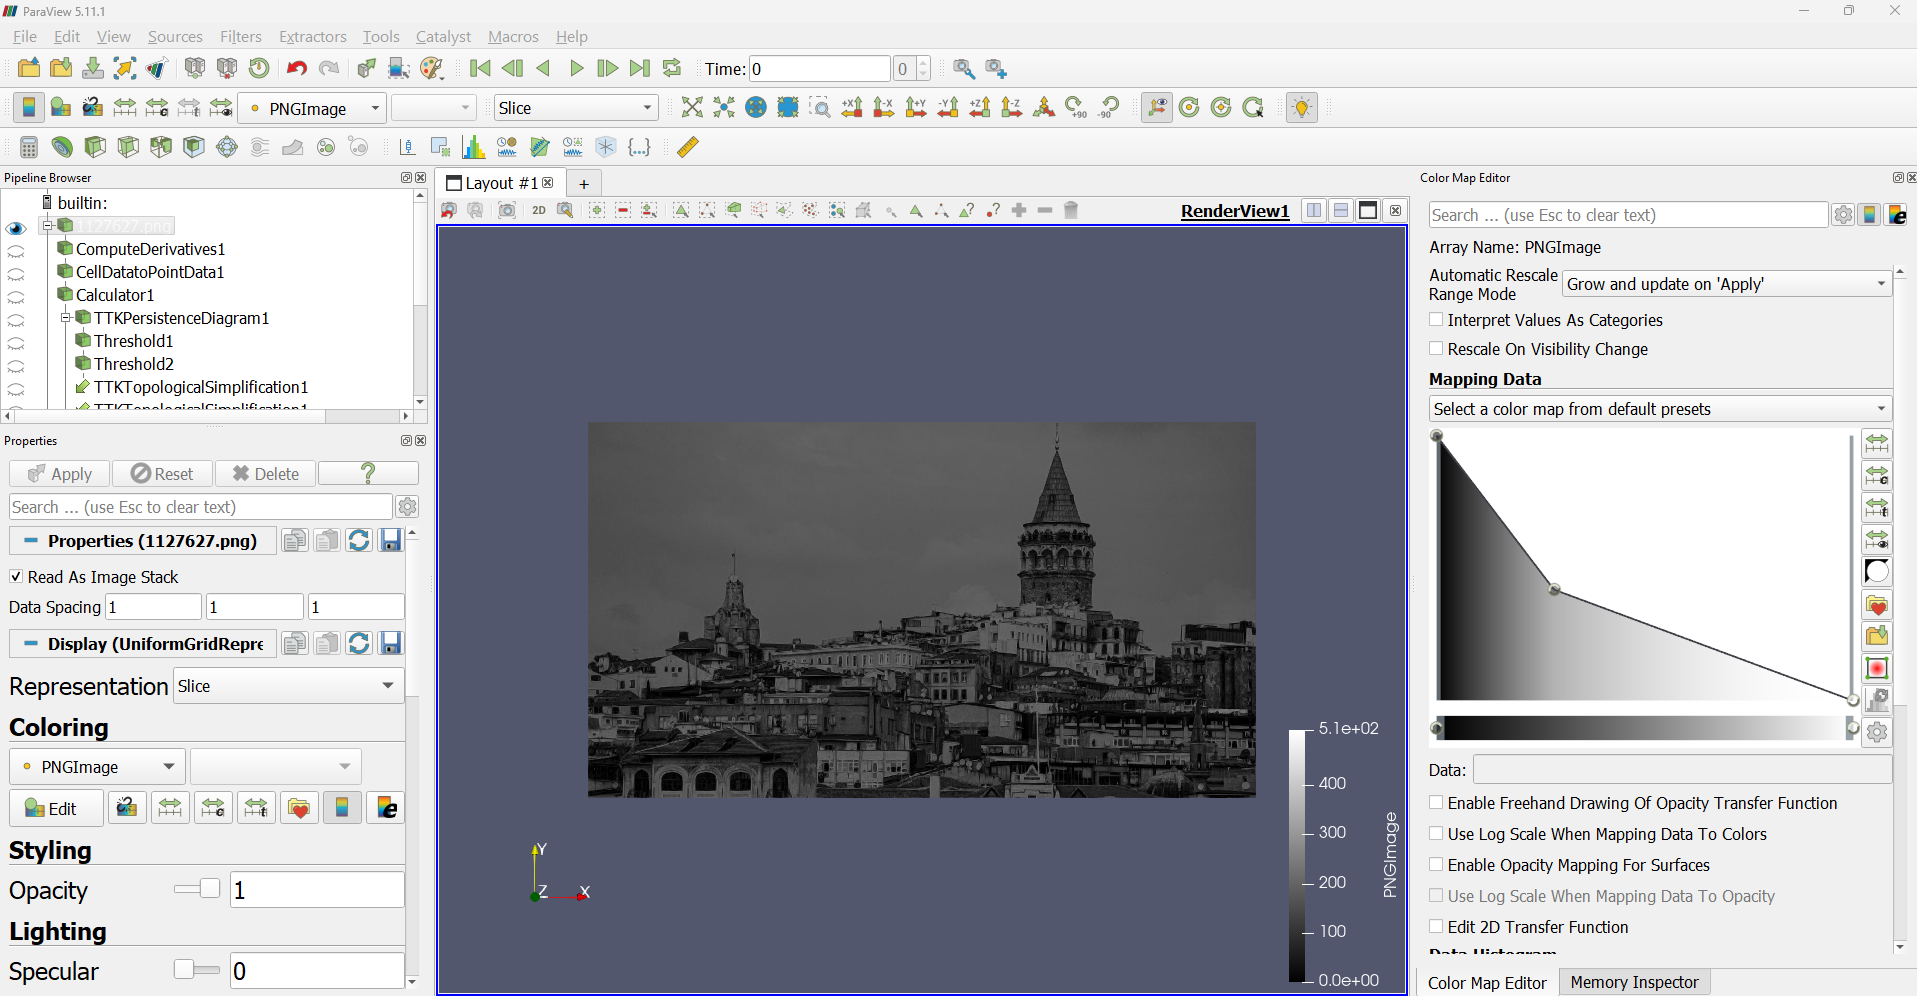 ParaView 5.11.1
File Edit View Sources Filters Extractors Tools Catalyst Macros Help
Time: 0 0
PNGImage Slice +X -X +Y -Y +Z -Z +90 -90
Pipeline Browser
builtin:
1127627.png
ComputeDerivatives1
CellDatatoPointData1
Calculator1
TTKPersistenceDiagram1
Threshold1
Threshold2
TTKTopologicalSimplification1
TTKTopologicalSimplification1
Properties
Apply Reset Delete ?
Search ... (use Esc to clear text)
Properties (1127627.png)
Read As Image Stack
Data Spacing 1 1 1
Display (UniformGridRepre
Representation Slice
Coloring
PNGImage
Edit
Styling
Opacity 1
Lighting
Specular 0
Layout #1 +
2D RenderView1
5.1e+02
400
300
200
100
0.0e+00
PNGImage
Y
Z X
Color Map Editor
Search ... (use Esc to clear text)
Array Name: PNGImage
Automatic Rescale
Range Mode
Grow and update on 'Apply'
Interpret Values As Categories
Rescale On Visibility Change
Mapping Data
Select a color map from default presets
Data:
Enable Freehand Drawing Of Opacity Transfer Function
Use Log Scale When Mapping Data To Colors
Enable Opacity Mapping For Surfaces
Use Log Scale When Mapping Data To Opacity
Edit 2D Transfer Function
Data Histogram
Color Map Editor Memory Inspector